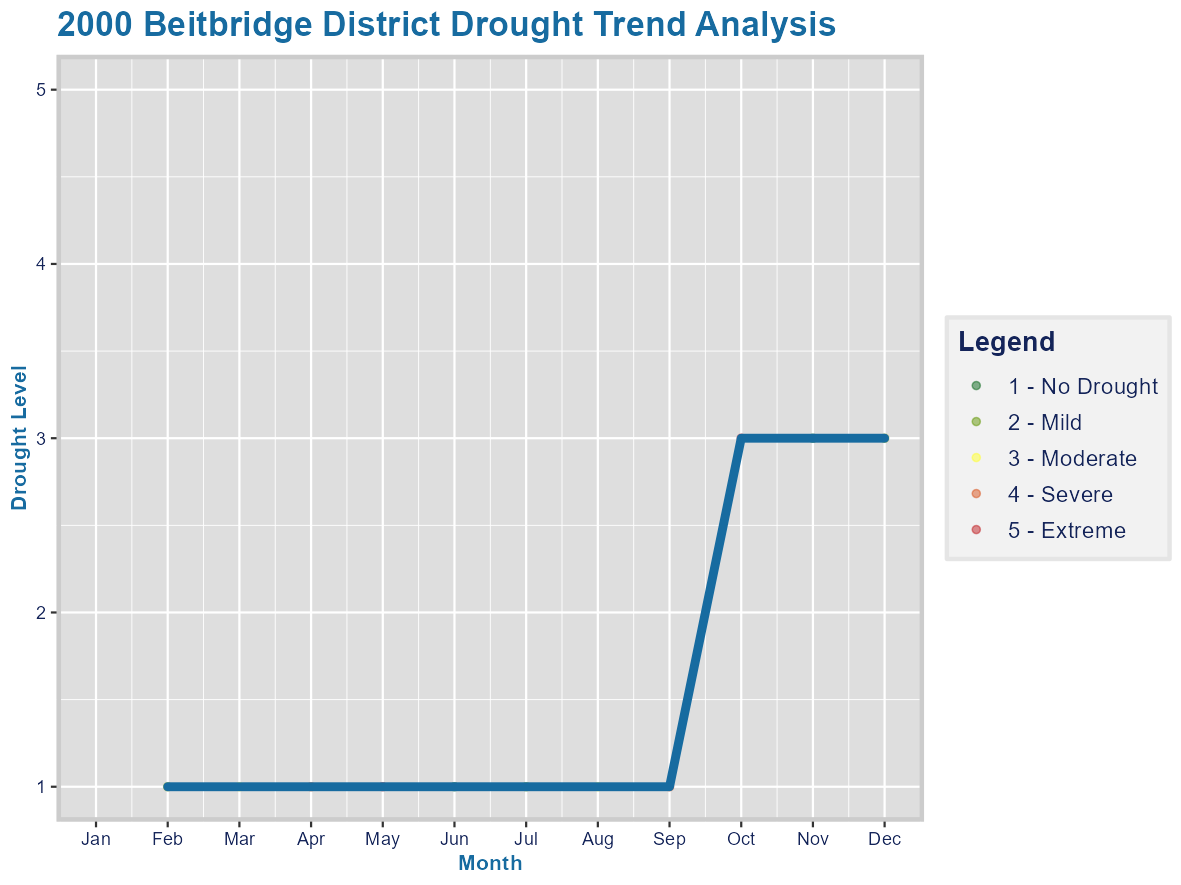 2000 Beitbridge District Drought Trend Analysis
5
4
3
2
1
Drought Level
Jan Feb Mar Apr May Jun Jul Aug Sep Oct Nov Dec
Month
Legend
1 - No Drought
2 - Mild
3 - Moderate
4 - Severe
5 - Extreme